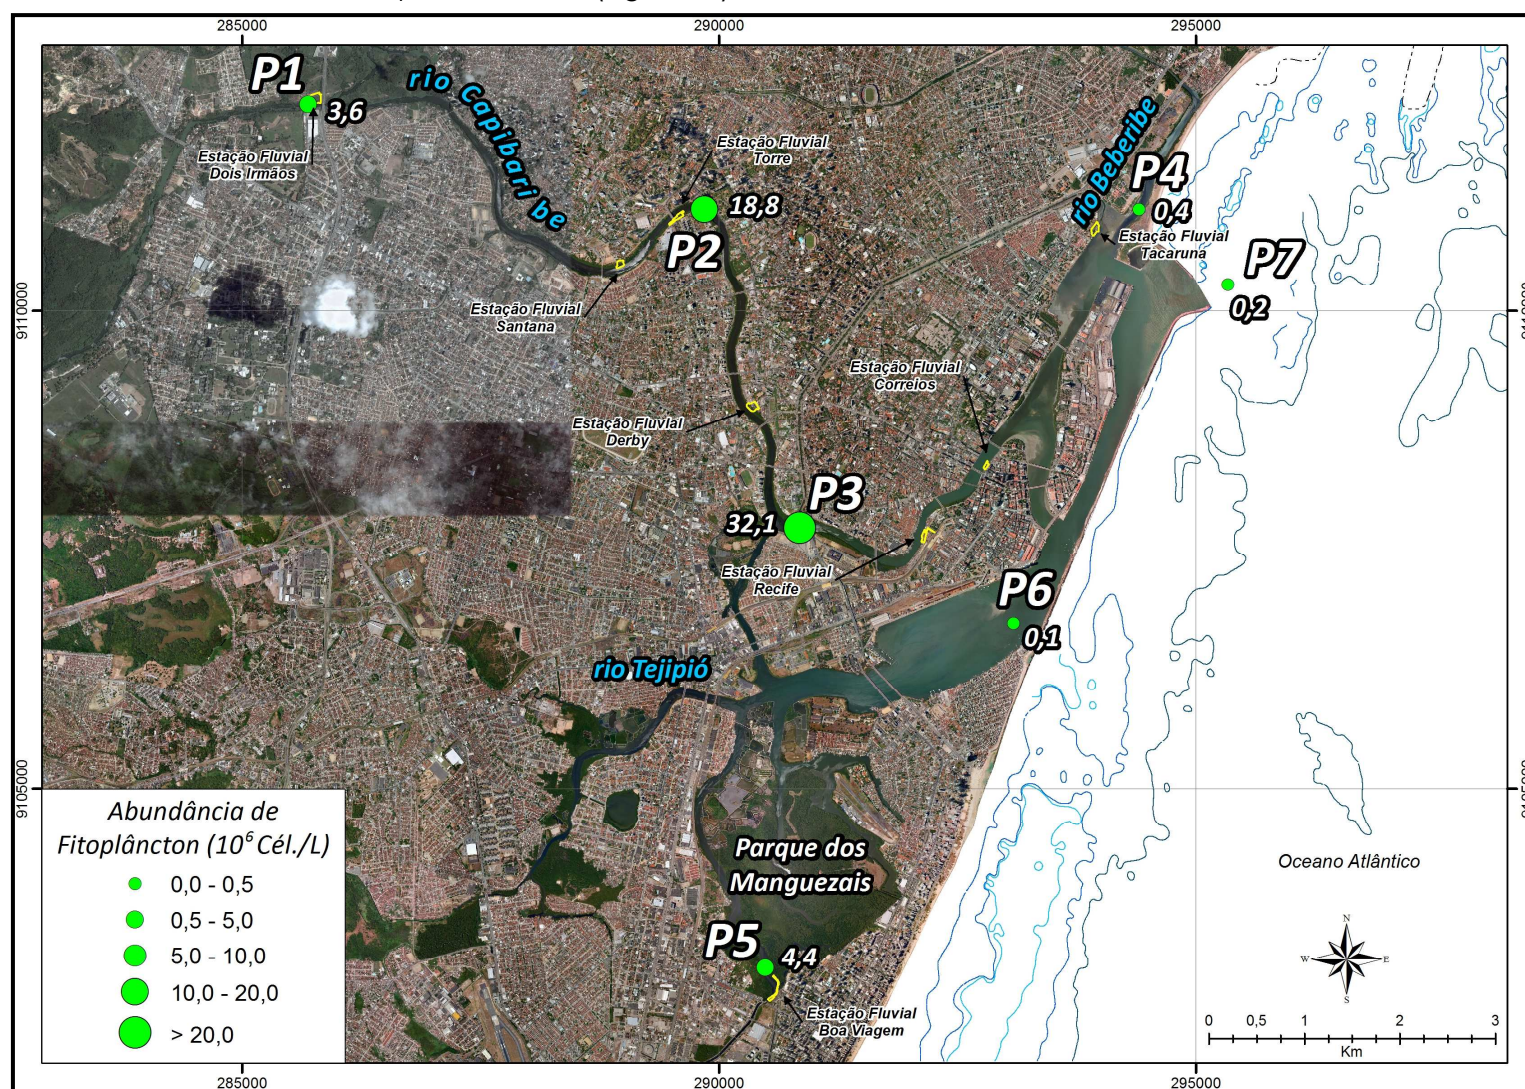 285000
290000
295000
P1
3,6
rio Capibaribe
Estação Fluvial
Dois Irmãos
Estação Fluvial
Torre
18,8
P2
Estação Fluvial
Santana
rio Beberibe
P4
0,4
Estação Fluvial
Tacaruna
P7
0,2
9110000
Estação Fluvial
Correios
Estação Fluvial
Derby
P3
32,1
Estação Fluvial
Recife
P6
0,1
rio Tejipió
9105000
Parque dos
Manguezais
P5
4,4
Estação Fluvial
Boa Viagem
Oceano Atlântico
Abundância de
Fitoplâncton (10⁶ Cél./L)
0,0 - 0,5
0,5 - 5,0
5,0 - 10,0
10,0 - 20,0
> 20,0
N
W E
S
0 0,5 1 2 3
Km
285000
290000
295000